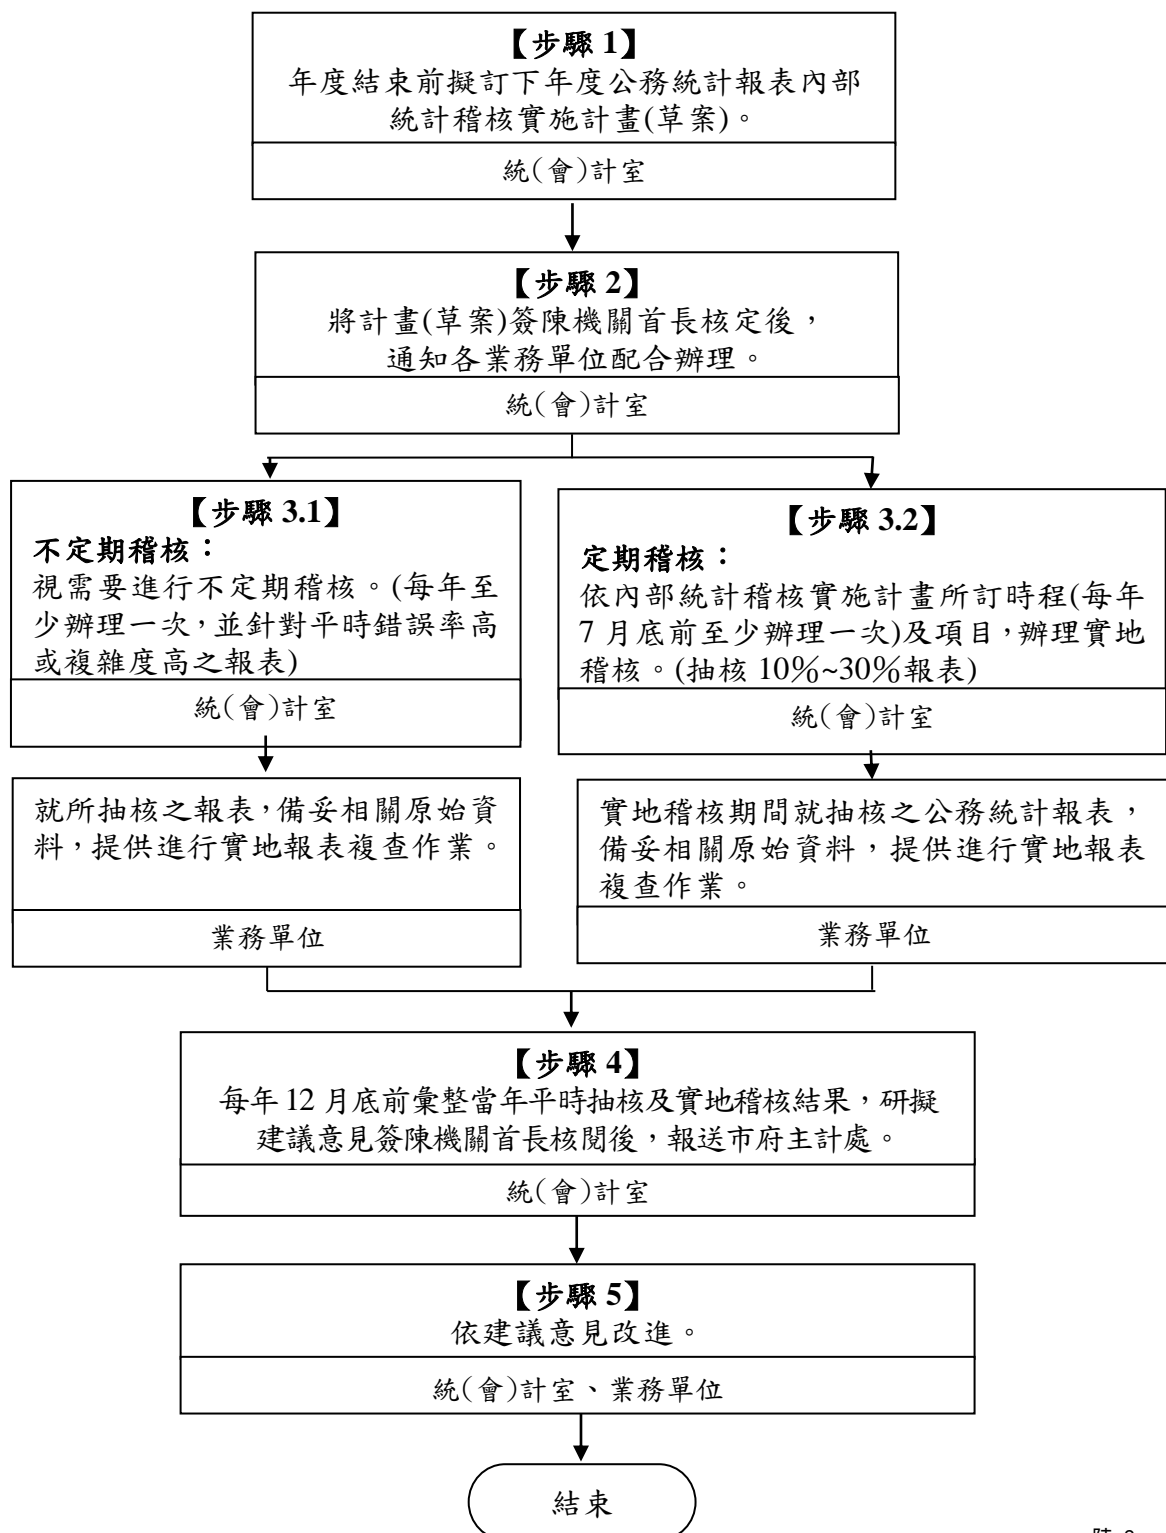 【步驟 1】
年度結束前擬訂下年度公務統計報表內部
統計稽核實施計畫(草案)。
統(會)計室
【步驟 2】
將計畫(草案)簽陳機關首長核定後，
通知各業務單位配合辦理。
統(會)計室
【步驟 3.1】
不定期稽核：
視需要進行不定期稽核。(每年至
少辦理一次，並針對平時錯誤率高
或複雜度高之報表)
統(會)計室
就所抽核之報表，備妥相關原始資
料，提供進行實地報表複查作業。
業務單位
【步驟 3.2】
定期稽核：
依內部統計稽核實施計畫所訂時程(每年
7 月底前至少辦理一次)及項目，辦理實地
稽核。(抽核 10%~30%報表)
統(會)計室
實地稽核期間就抽核之公務統計報表，
備妥相關原始資料，提供進行實地報表
複查作業。
業務單位
【步驟 4】
每年 12 月底前彙整當年平時抽核及實地稽核結果，研擬
建議意見簽陳機關首長核閱後，報送市府主計處。
統(會)計室
【步驟 5】
依建議意見改進。
統(會)計室、業務單位
結束